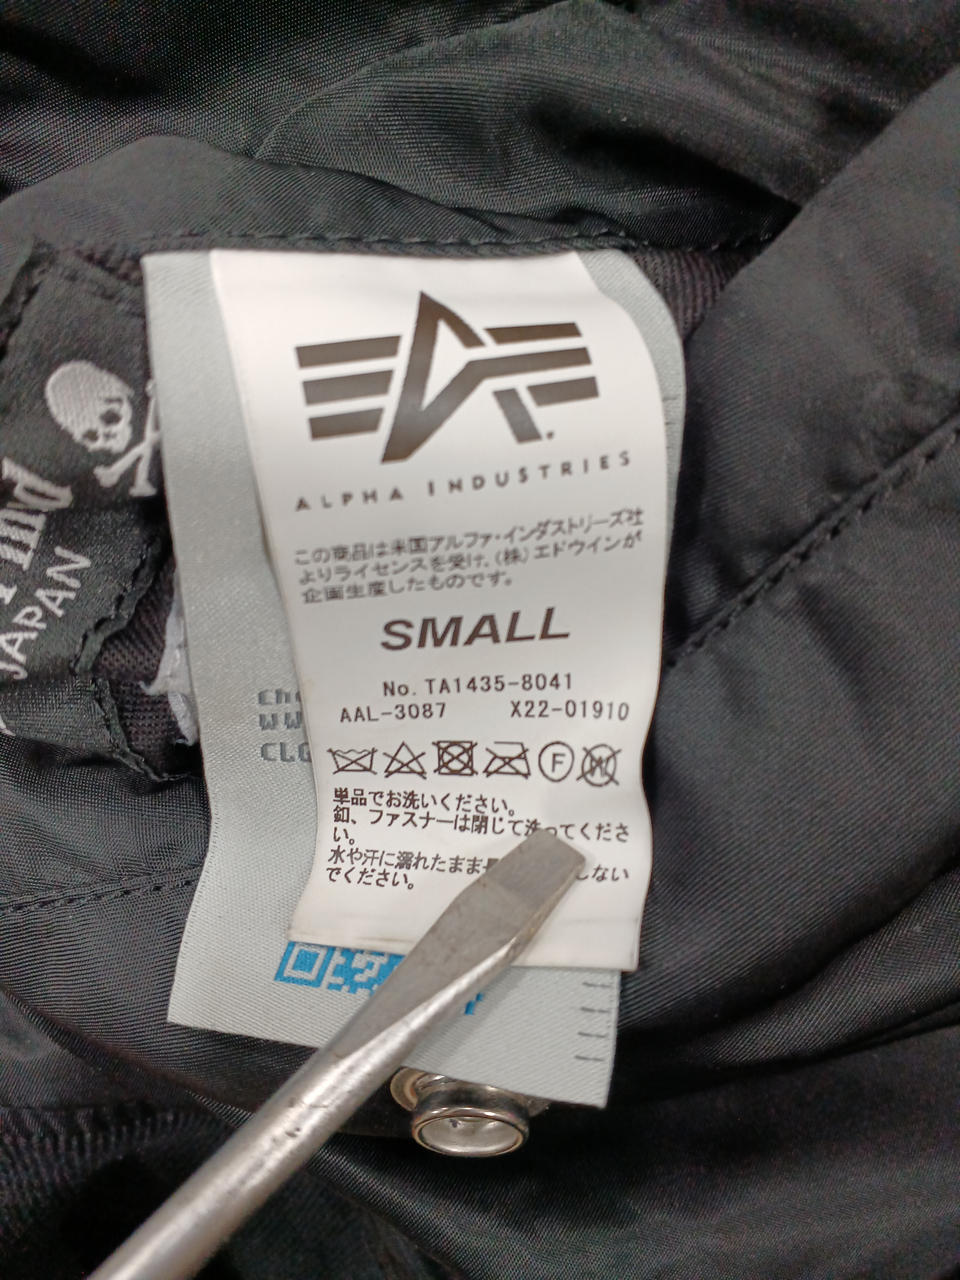 ALPHA INDUSTRIES
この商品は米国アルファ・インダストリーズ社
よりライセンスを受け、(株)エドウインが
企画生産したものです。
SMALL
No. TA1435-8041
AAL-3087 X22-01910
F
W
単品でお洗いください。
釦、ファスナーは閉じて洗ってくださ
い。
水や汗に濡れたまま しない
でください。
JAPAN
WW